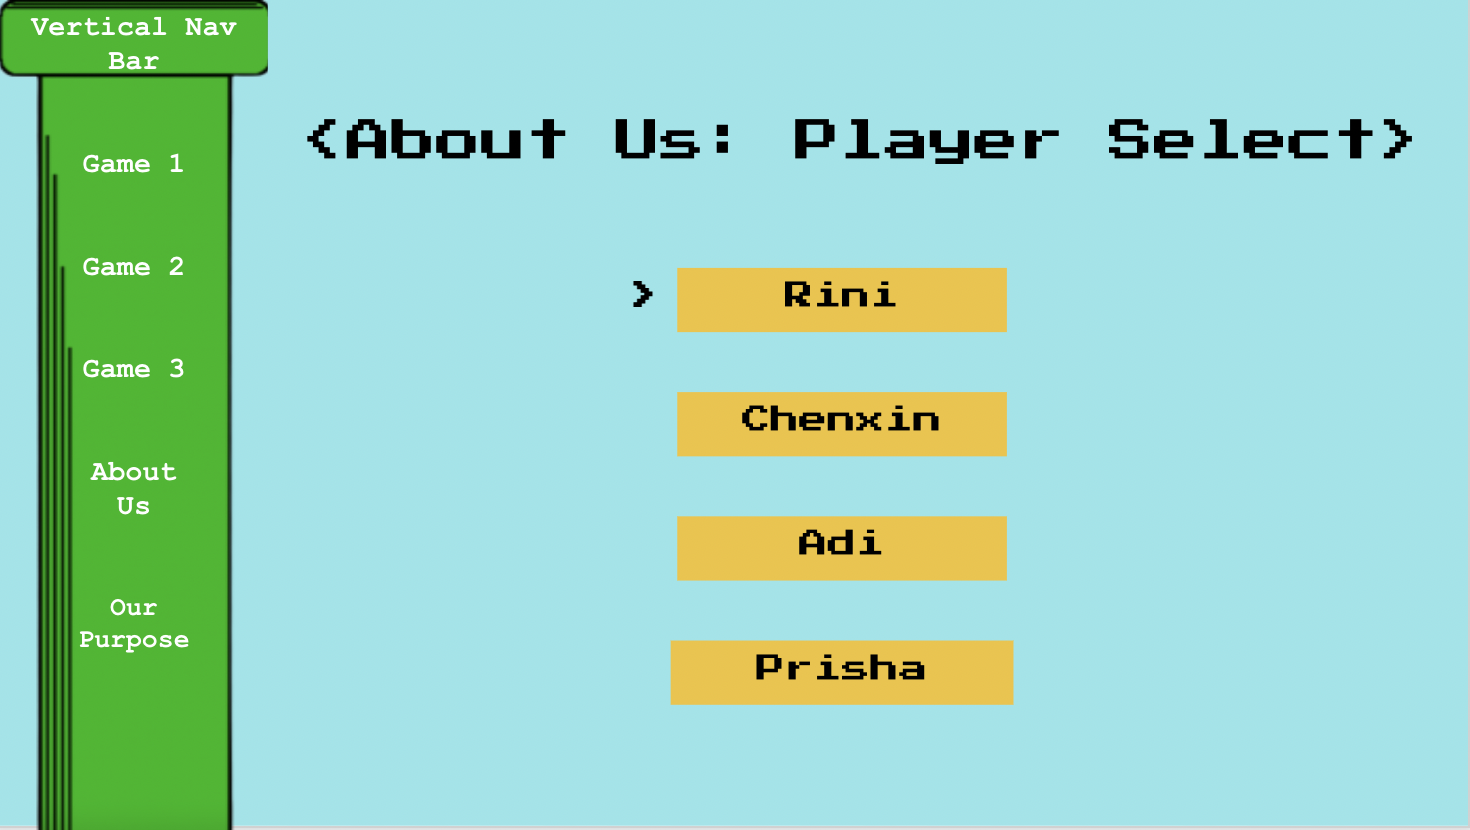 Vertical Nav
Bar
Game 1
Game 2
Game 3
About
Us
Our
Purpose
<About Us: Player Select>
> Rini
Chenxin
Adi
Prisha